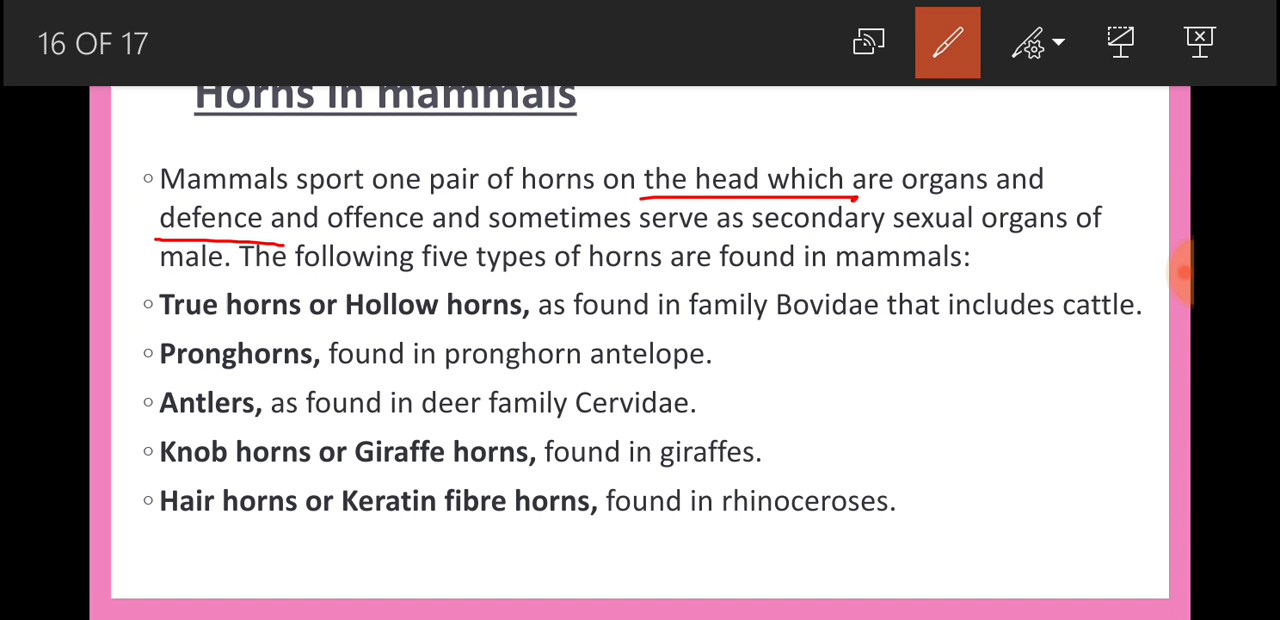 16 OF 17
Horns in mammals
◦ Mammals sport one pair of horns on the head which are organs and
defence and offence and sometimes serve as secondary sexual organs of
male. The following five types of horns are found in mammals:
◦ True horns or Hollow horns, as found in family Bovidae that includes cattle.
◦ Pronghorns, found in pronghorn antelope.
◦ Antlers, as found in deer family Cervidae.
◦ Knob horns or Giraffe horns, found in giraffes.
◦ Hair horns or Keratin fibre horns, found in rhinoceroses.